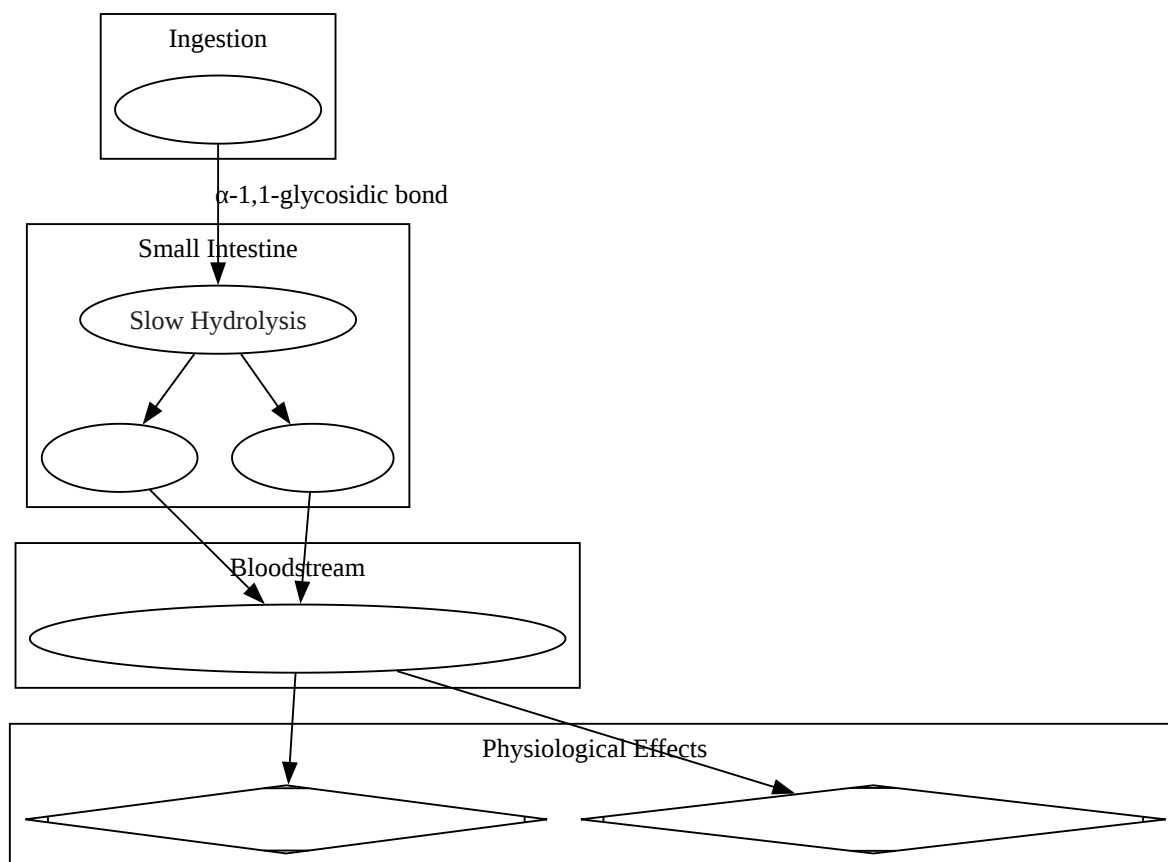 Ingestion
α-1,1-glycosidic bond
Small Intestine
Slow Hydrolysis
Bloodstream
Physiological Effects